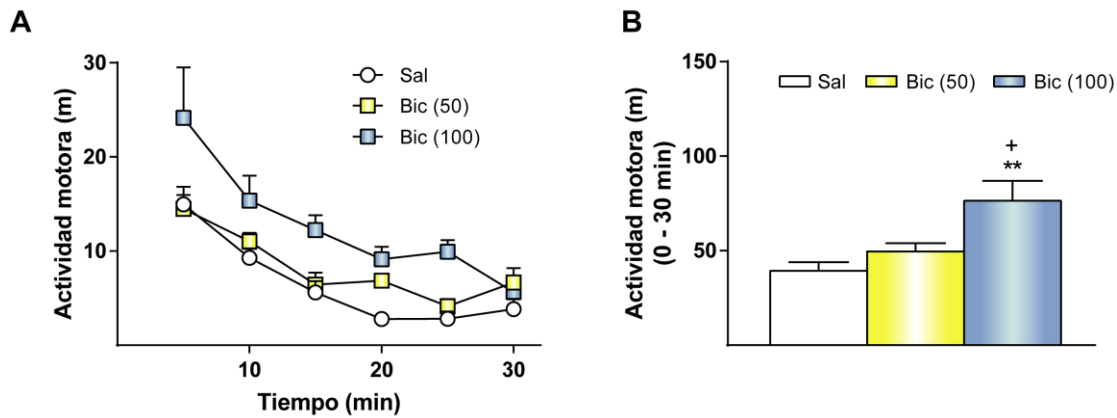 A
Actividad motora (m)
30
20
10
Sal
Bic (50)
Bic (100)
10 20 30
Tiempo (min)
B
Actividad motora (m)
(0 - 30 min)
150
100
50
Sal Bic (50) Bic (100)
+
**